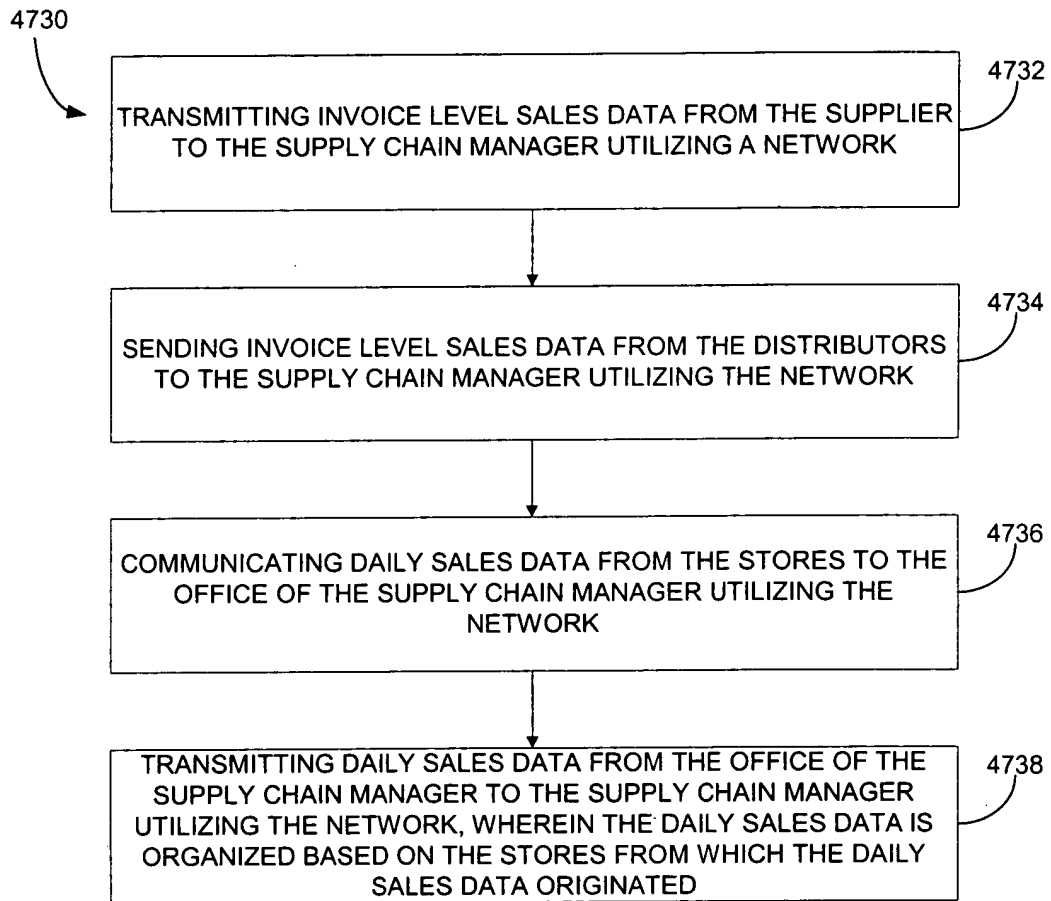 4730
4732
TRANSMITTING INVOICE LEVEL SALES DATA FROM THE SUPPLIER
TO THE SUPPLY CHAIN MANAGER UTILIZING A NETWORK
4734
SENDING INVOICE LEVEL SALES DATA FROM THE DISTRIBUTORS
TO THE SUPPLY CHAIN MANAGER UTILIZING THE NETWORK
4736
COMMUNICATING DAILY SALES DATA FROM THE STORES TO THE
OFFICE OF THE SUPPLY CHAIN MANAGER UTILIZING THE
NETWORK
4738
TRANSMITTING DAILY SALES DATA FROM THE OFFICE OF THE
SUPPLY CHAIN MANAGER TO THE SUPPLY CHAIN MANAGER
UTILIZING THE NETWORK, WHEREIN THE DAILY SALES DATA IS
ORGANIZED BASED ON THE STORES FROM WHICH THE DAILY
SALES DATA ORIGINATED